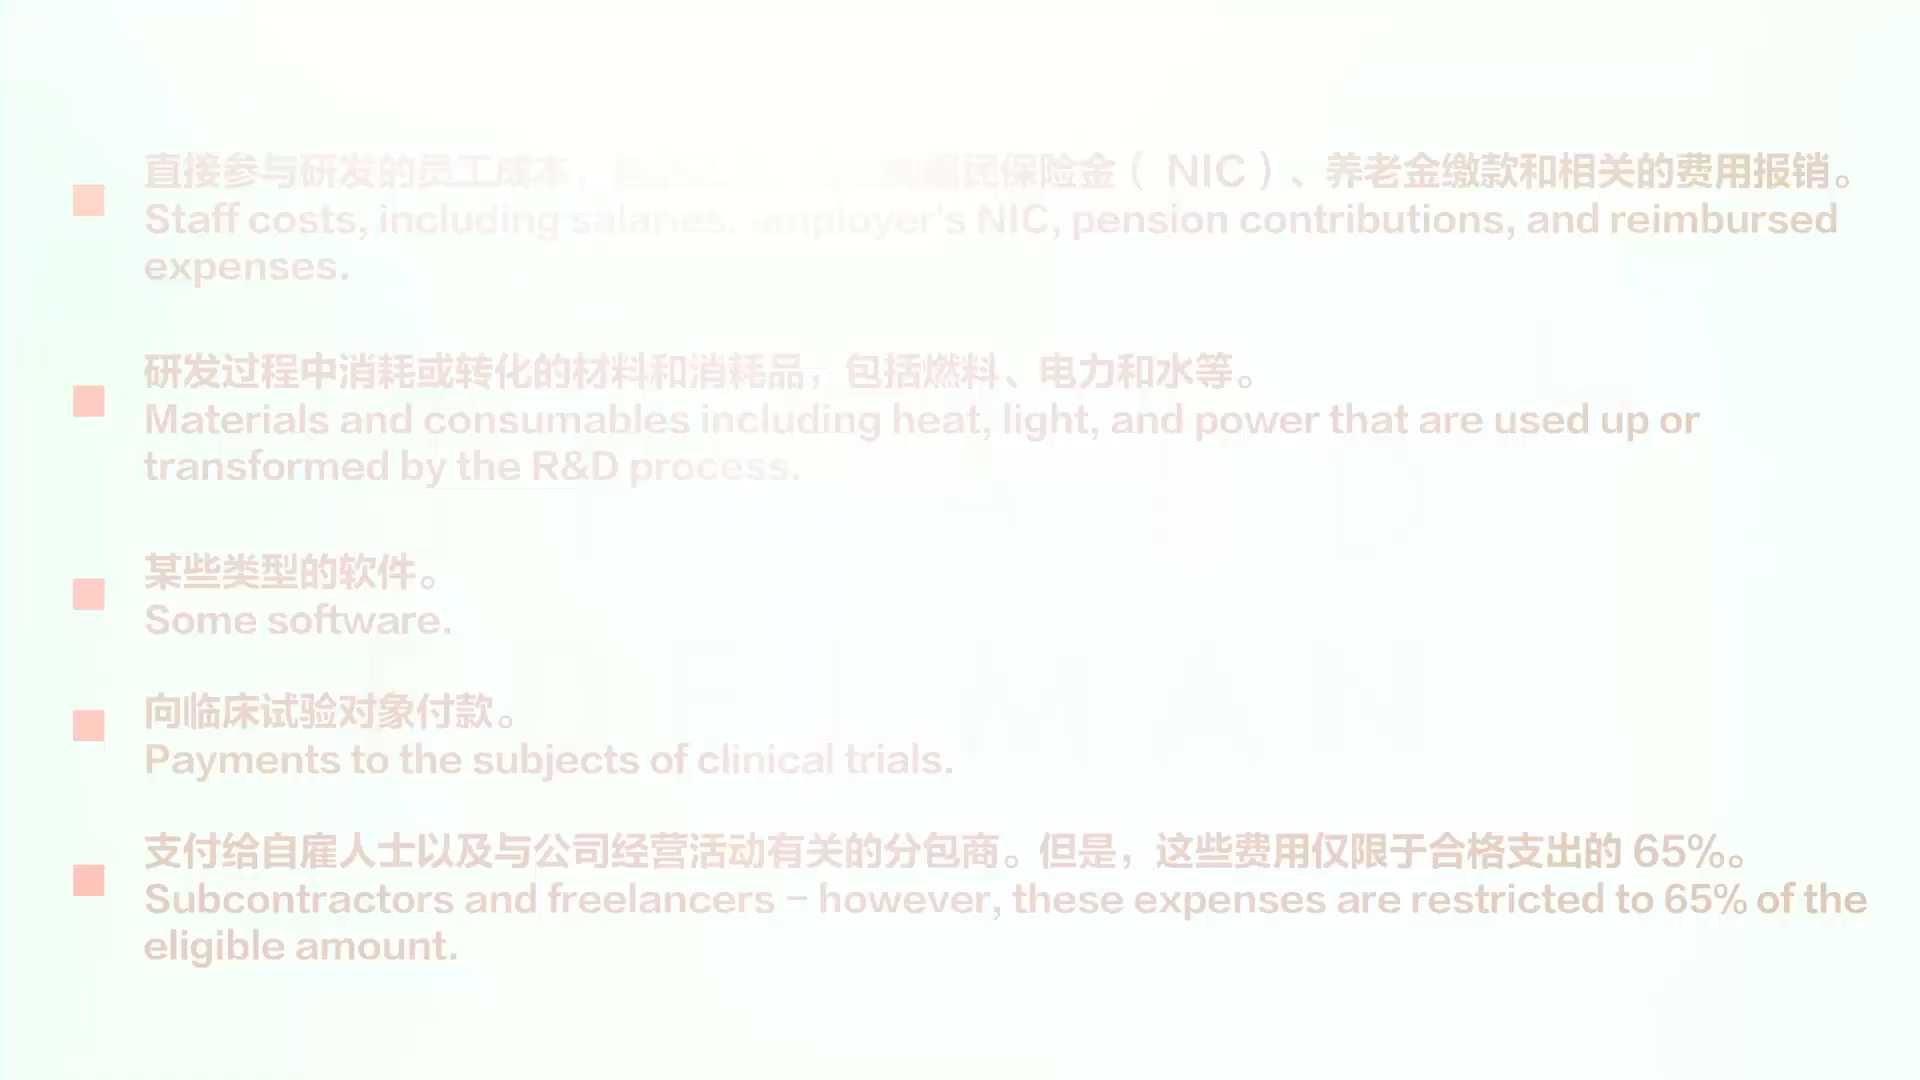 直接参与研发的员工成本，国民保险金（ NIC ）、养老金缴款和相关的费用报销。
Staff costs, including salaries, employer's NIC, pension contributions, and reimbursed
expenses.
研发过程中消耗或转化的材料和消耗品，包括燃料、电力和水等。
Materials and consumables including heat, light, and power that are used up or
transformed by the R&D process.
某些类型的软件。
Some software.
向临床试验对象付款。
Payments to the subjects of clinical trials.
支付给自雇人士以及与公司经营活动有关的分包商。但是，这些费用仅限于合格支出的 65%。
Subcontractors and freelancers – however, these expenses are restricted to 65% of the
eligible amount.